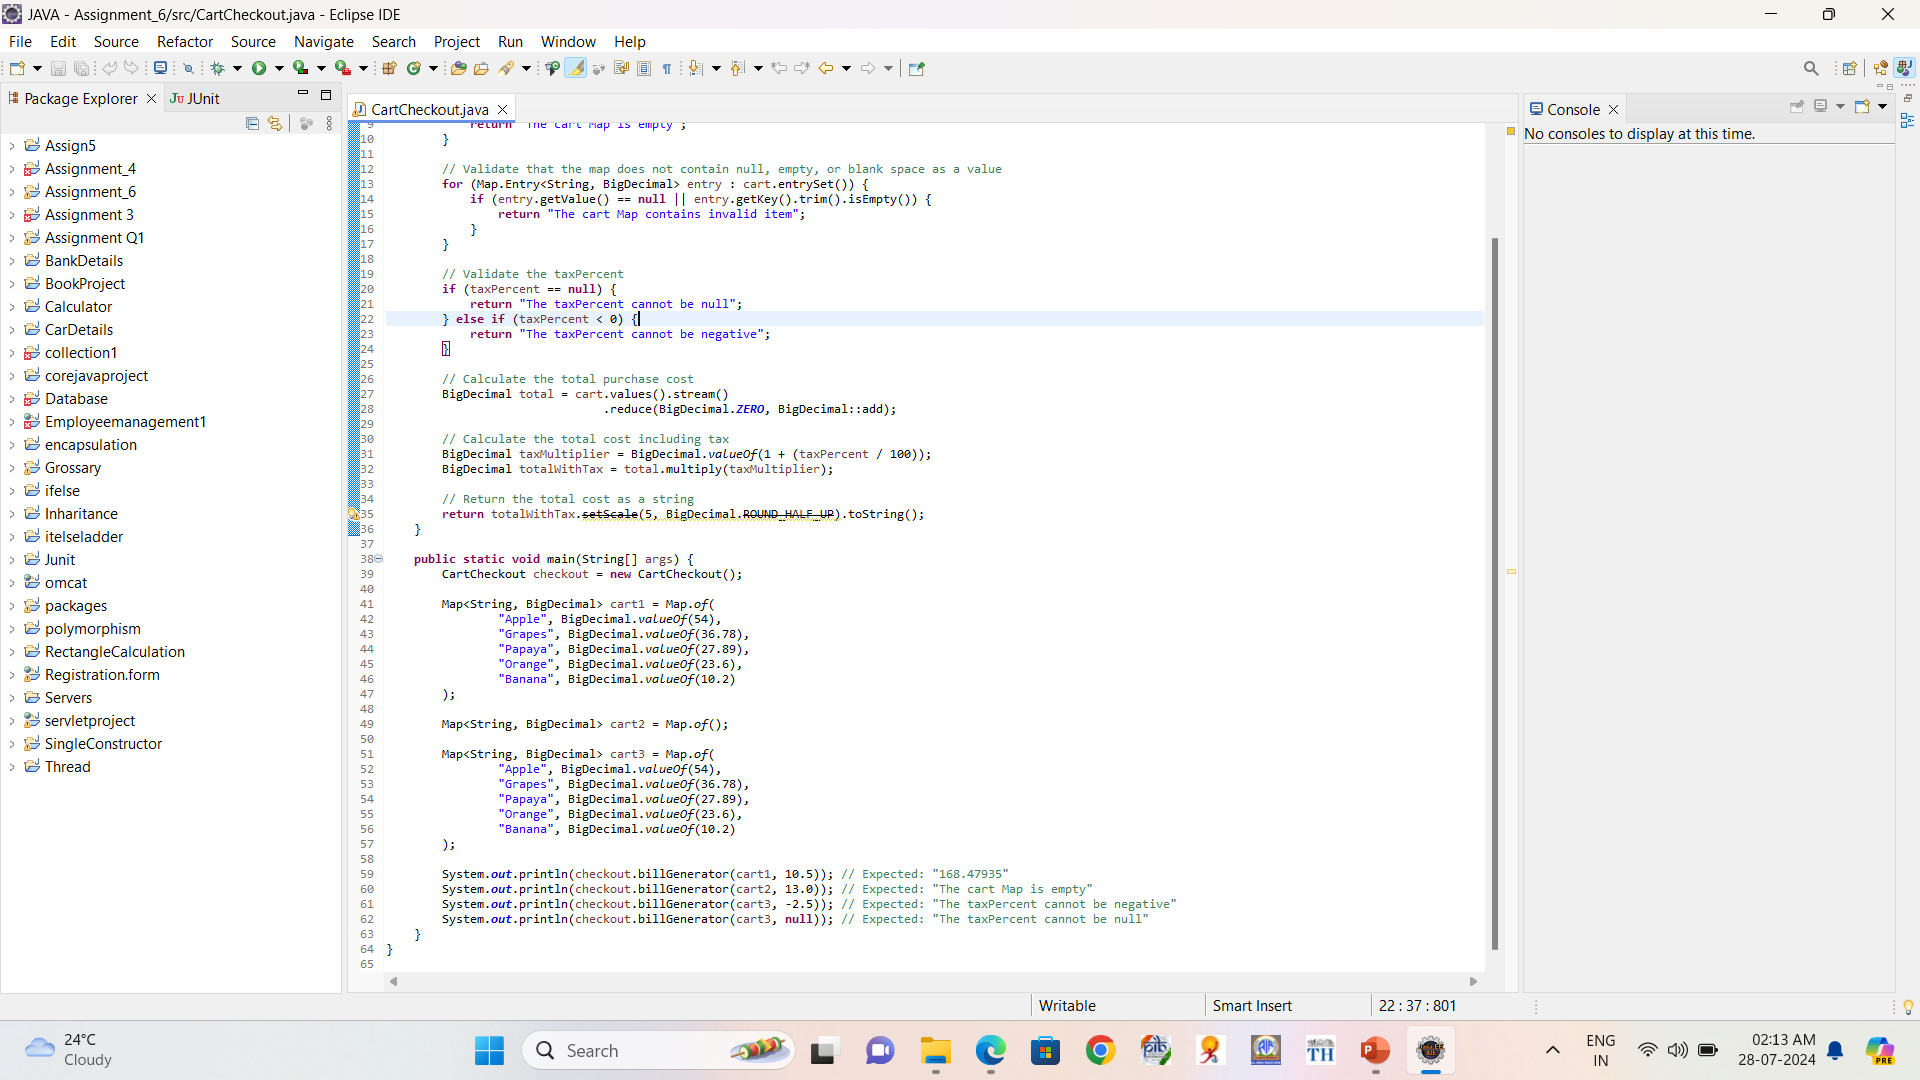 JAVA - Assignment_6/src/CartCheckout.java - Eclipse IDE
File Edit Source Refactor Source Navigate Search Project Run Window Help
Package Explorer
JUnit
Assign5
Assignment_4
Assignment_6
Assignment 3
Assignment Q1
BankDetails
BookProject
Calculator
CarDetails
collection1
corejavaproject
Database
Employeemanagement1
encapsulation
Grossary
ifelse
Inharitance
itelseladder
Junit
omcat
packages
polymorphism
RectangleCalculation
Registration.form
Servers
servletproject
SingleConstructor
Thread
CartCheckout.java
9 return "The cart Map is empty";
10 }
11
12 // Validate that the map does not contain null, empty, or blank space as a value
13 for (Map.Entry<String, BigDecimal> entry : cart.entrySet()) {
14 if (entry.getValue() == null || entry.getKey().trim().isEmpty()) {
15 return "The cart Map contains invalid item";
16 }
17 }
18
19 // Validate the taxPercent
20 if (taxPercent == null) {
21 return "The taxPercent cannot be null";
22 } else if (taxPercent < 0) {
23 return "The taxPercent cannot be negative";
24 }
25
26 // Calculate the total purchase cost
27 BigDecimal total = cart.values().stream()
28 .reduce(BigDecimal.ZERO, BigDecimal::add);
29
30 // Calculate the total cost including tax
31 BigDecimal taxMultiplier = BigDecimal.valueOf(1 + (taxPercent / 100));
32 BigDecimal totalWithTax = total.multiply(taxMultiplier);
33
34 // Return the total cost as a string
35 return totalWithTax.setScale(5, BigDecimal.ROUND_HALF_UP).toString();
36 }
37
38 public static void main(String[] args) {
39 CartCheckout checkout = new CartCheckout();
40
41 Map<String, BigDecimal> cart1 = Map.of(
42 "Apple", BigDecimal.valueOf(54),
43 "Grapes", BigDecimal.valueOf(36.78),
44 "Papaya", BigDecimal.valueOf(27.89),
45 "Orange", BigDecimal.valueOf(23.6),
46 "Banana", BigDecimal.valueOf(10.2)
47 );
48
49 Map<String, BigDecimal> cart2 = Map.of();
50
51 Map<String, BigDecimal> cart3 = Map.of(
52 "Apple", BigDecimal.valueOf(54),
53 "Grapes", BigDecimal.valueOf(36.78),
54 "Papaya", BigDecimal.valueOf(27.89),
55 "Orange", BigDecimal.valueOf(23.6),
56 "Banana", BigDecimal.valueOf(10.2)
57 );
58
59 System.out.println(checkout.billGenerator(cart1, 10.5)); // Expected: "168.47935"
60 System.out.println(checkout.billGenerator(cart2, 13.0)); // Expected: "The cart Map is empty"
61 System.out.println(checkout.billGenerator(cart3, -2.5)); // Expected: "The taxPercent cannot be negative"
62 System.out.println(checkout.billGenerator(cart3, null)); // Expected: "The taxPercent cannot be null"
63 }
64 }
65
Console
No consoles to display at this time.
Writable
Smart Insert
22 : 37 : 801
24°C
Cloudy
Search
TH
ENG
IN
02:13 AM
28-07-2024
PRE